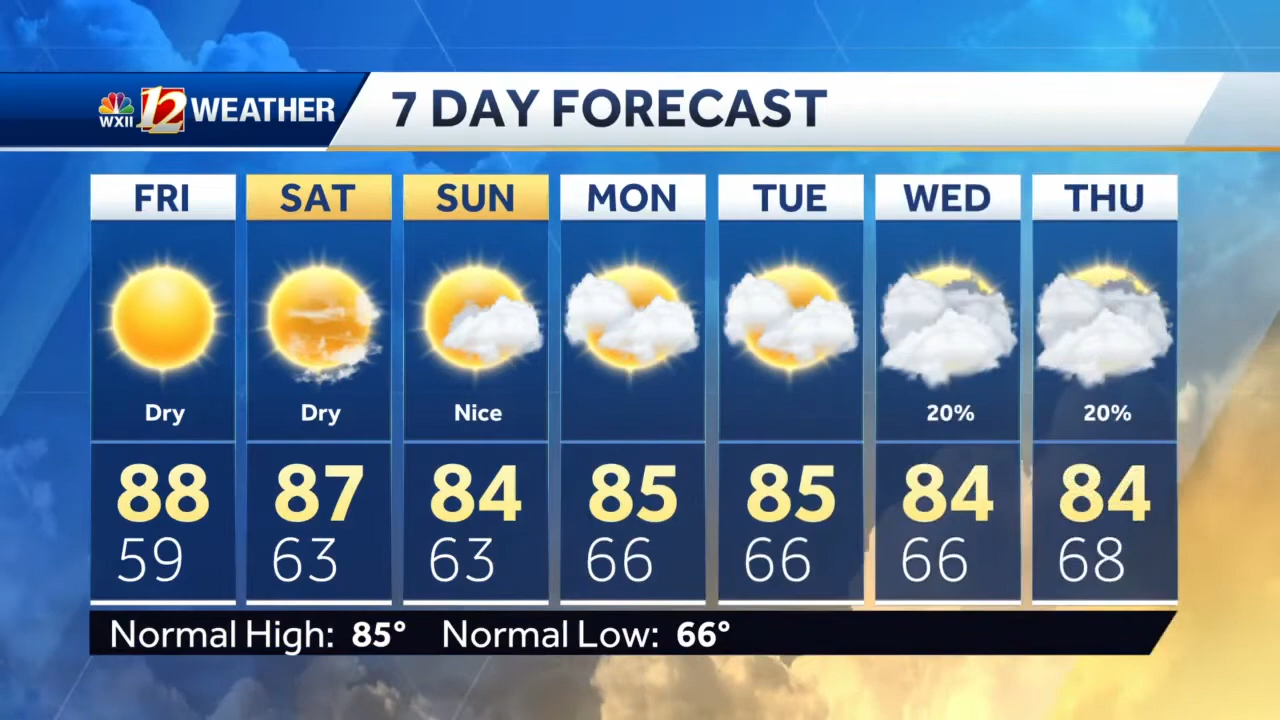 WXII 12 WEATHER
7 DAY FORECAST
FRI SAT SUN MON TUE WED THU
Dry Dry Nice 20% 20%
88 87 84 85 85 84 84
59 63 63 66 66 66 68
Normal High: 85° Normal Low: 66°